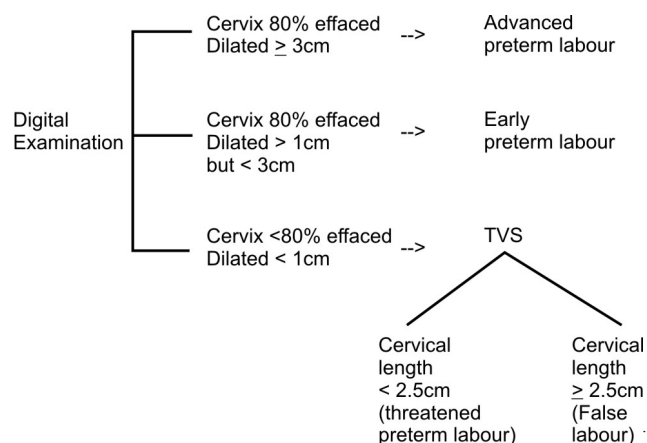 Digital
Examination
Cervix 80% effaced
Dilated ≥ 3cm
-->
Advanced
preterm labour
Cervix 80% effaced
Dilated > 1cm
but < 3cm
-->
Early
preterm labour
Cervix <80% effaced
Dilated < 1cm
-->
TVS
Cervical
length
< 2.5cm
(threatened
preterm labour)
Cervical
length
≥ 2.5cm
(False
labour)